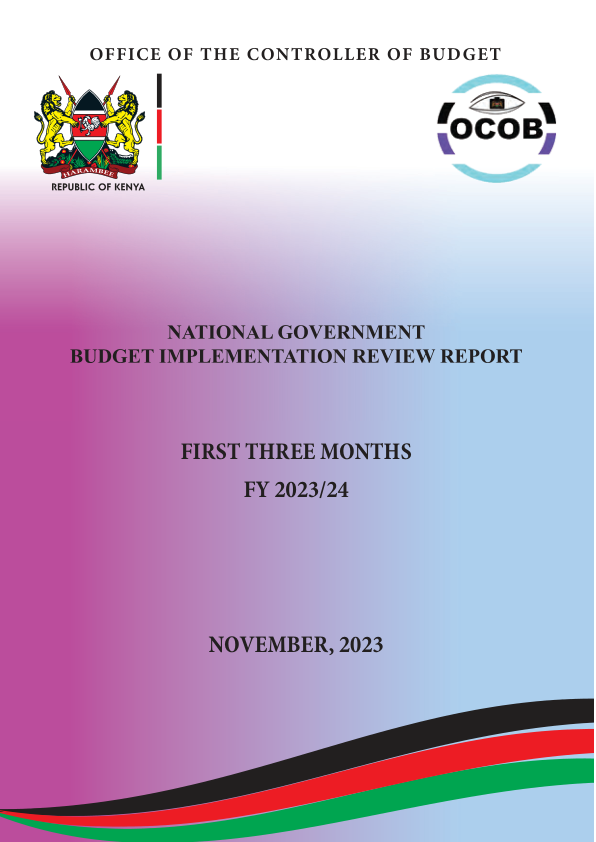 OFFICE OF THE CONTROLLER OF BUDGET
HARAMBEE
REPUBLIC OF KENYA
OCOB
NATIONAL GOVERNMENT
BUDGET IMPLEMENTATION REVIEW REPORT
FIRST THREE MONTHS
FY 2023/24
NOVEMBER, 2023